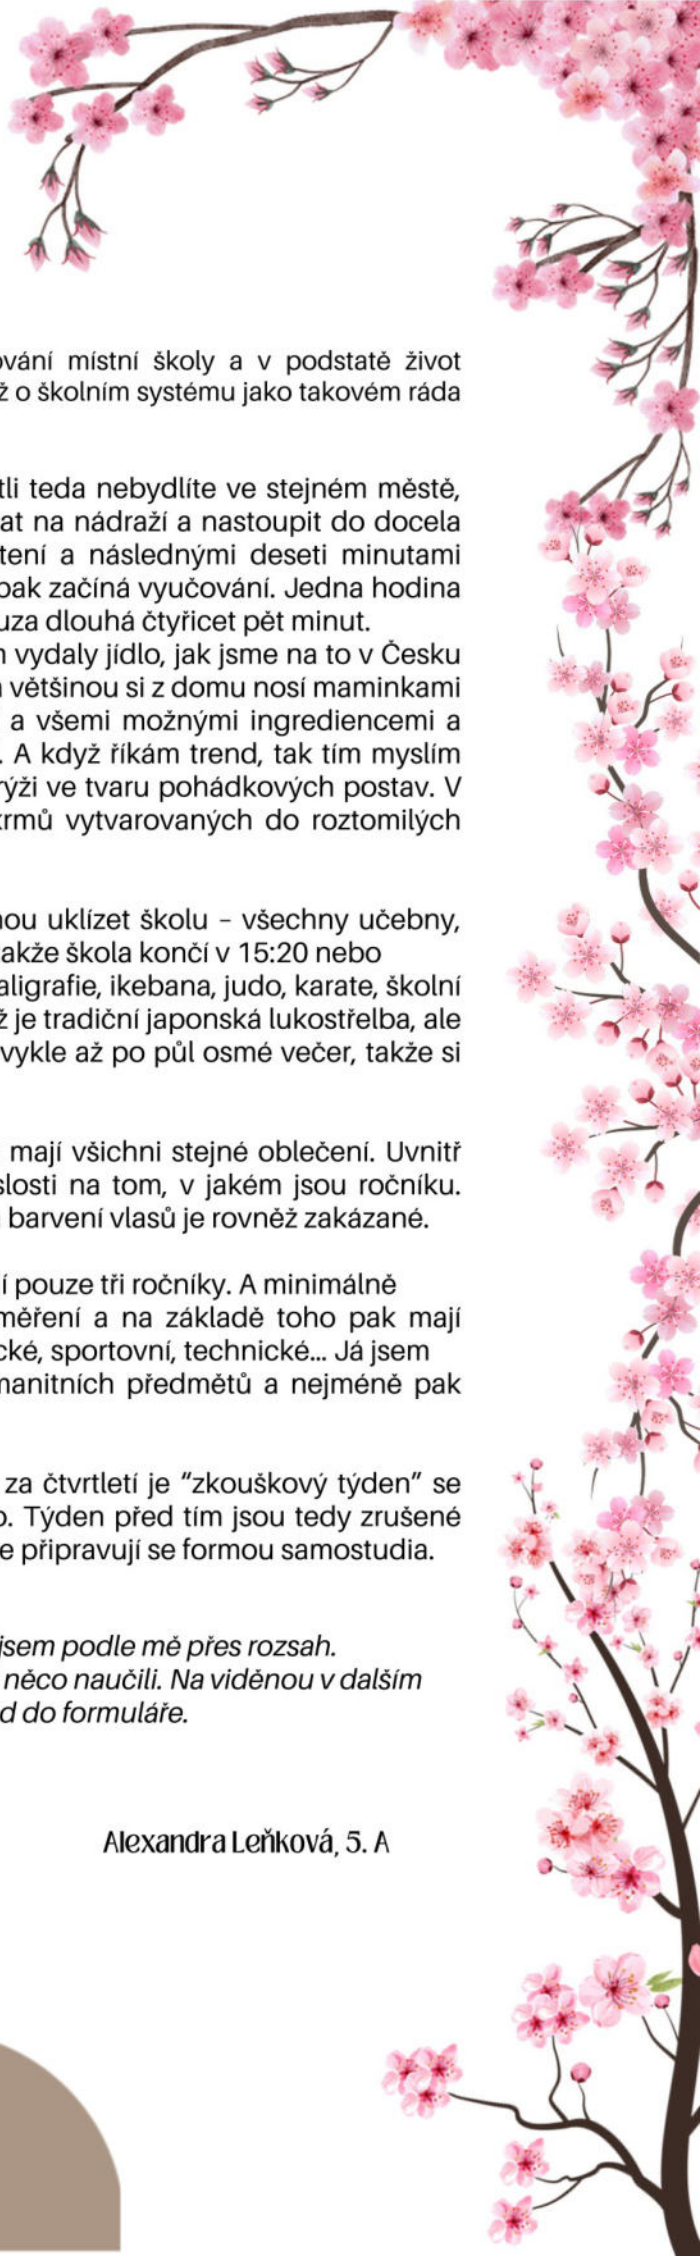 ování místní školy a v podstatě život
ž o školním systému jako takovém ráda
tli teda nebydlíte ve stejném městě,
at na nádraží a nastoupit do docela
tení a následnými deseti minutami
pak začíná vyučování. Jedna hodina
uza dlouhá čtyřicet pět minut.
vydaly jídlo, jak jsme na to v Česku
většinou si z domu nosí maminkami
a všemi možnými ingrediencemi a
. A když říkám trend, tak tím myslím
rýži ve tvaru pohádkových postav. V
krmů vytvarovaných do roztomilých
nou uklízet školu – všechny učebny,
takže škola končí v 15:20 nebo
aligrafie, ikebana, judo, karate, školní
ž je tradiční japonská lukostřelba, ale
vykle až po půl osmé večer, takže si
mají všichni stejné oblečení. Uvnitř
slosti na tom, v jakém jsou ročníku.
barvení vlasů je rovněž zakázané.
í pouze tři ročníky. A minimálně
měření a na základě toho pak mají
cké, sportovní, technické... Já jsem
manitních předmětů a nejméně pak
za čtvrtletí je “zkouškový týden” se
o. Týden před tím jsou tedy zrušené
e připravují se formou samostudia.
jsem podle mě přes rozsah.
něco naučili. Na viděnou v dalším
d do formuláře.
Alexandra Leňková, 5. A